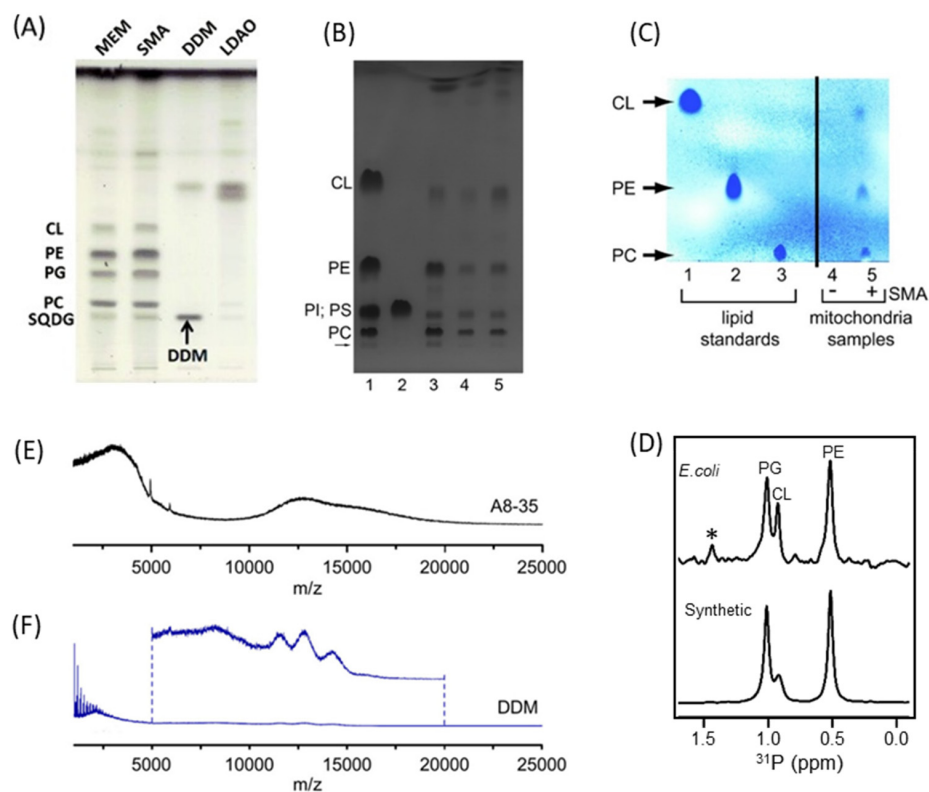 (A)
MEM SMA DDM LDAO
CL
PE
PG
PC
SQDG
DDM
(B)
CL
PE
PI; PS
PC
1 2 3 4 5
(C)
CL
PE
PC
1 2 3 4 5
- + SMA
lipid mitochondria
standards samples
(E)
A8-35
5000 10000 15000 20000 25000
m/z
(F)
DDM
5000 10000 15000 20000 25000
m/z
(D)
E.coli PG CL PE
*
Synthetic
1.5 1.0 0.5 0.0
³¹P (ppm)